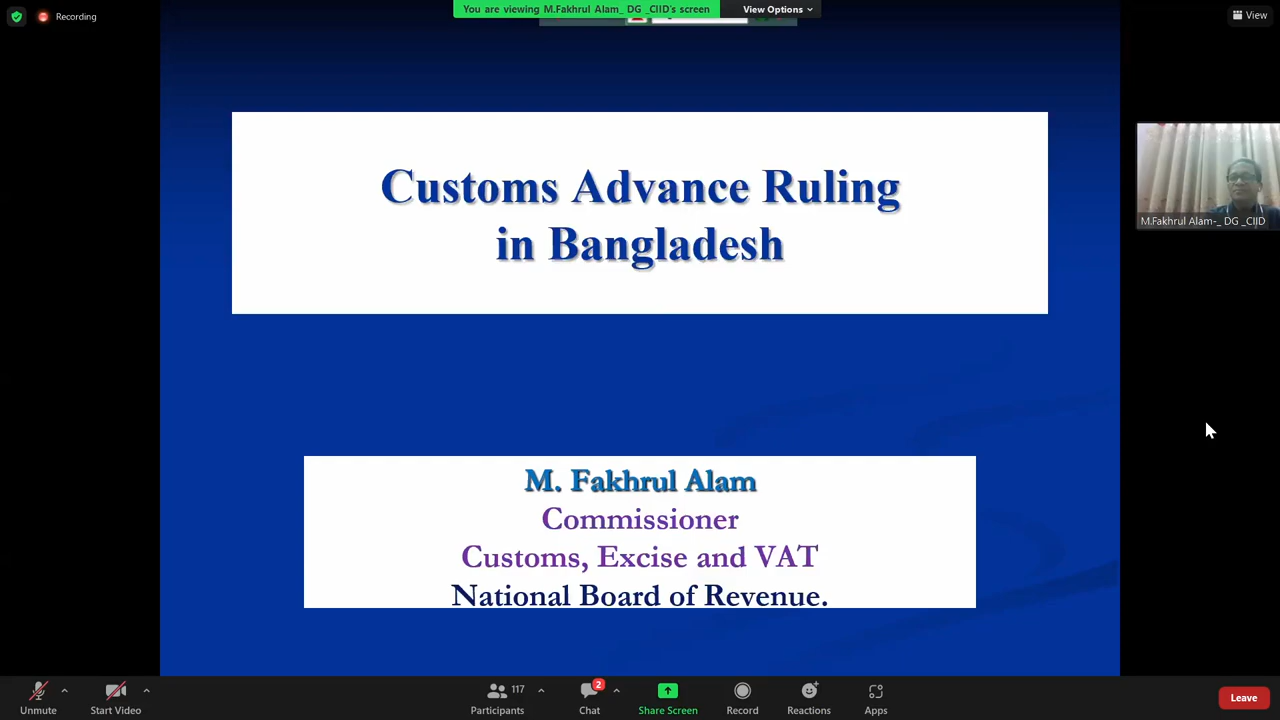 You are viewing M.Fakhrul Alam_ DG _CIID's screen
View Options
Recording
View
Customs Advance Ruling
in Bangladesh
M.Fakhrul Alam-_ DG _CIID
M. Fakhrul Alam
Commissioner
Customs, Excise and VAT
National Board of Revenue.
Unmute
Start Video
117
Participants
2
Chat
Share Screen
Record
Reactions
Apps
Leave